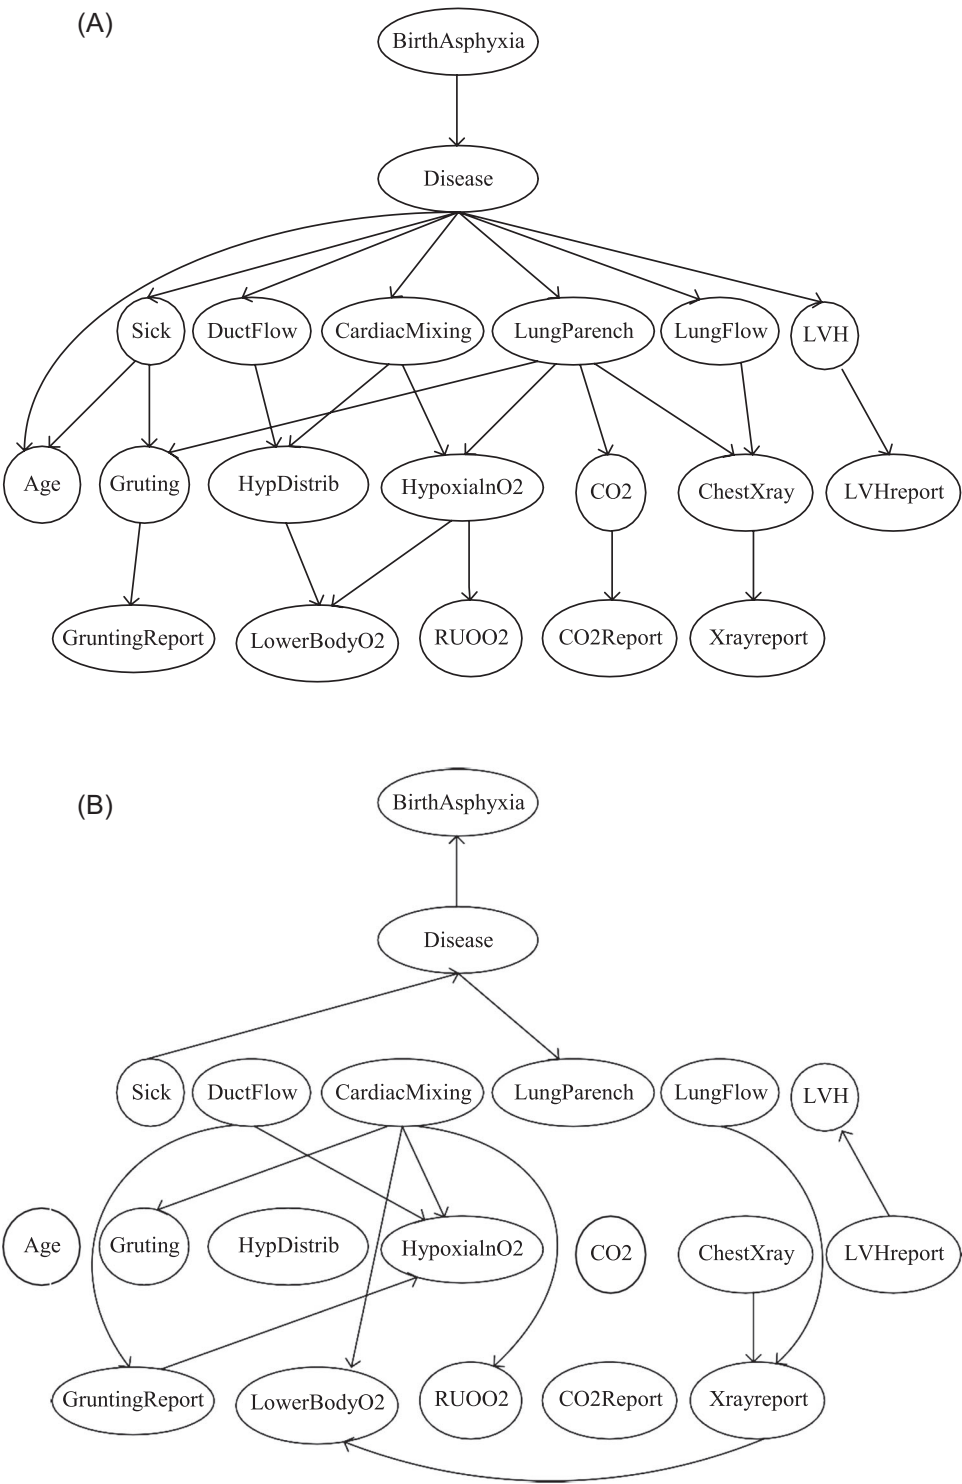 (A)
BirthAsphyxia
Disease
Sick DuctFlow CardiacMixing LungParench LungFlow LVH
Age Gruting HypDistrib HypoxialnO2 CO2 ChestXray LVHreport
GruntingReport LowerBodyO2 RUOO2 CO2Report Xrayreport
(B)
BirthAsphyxia
Disease
Sick DuctFlow CardiacMixing LungParench LungFlow LVH
Age Gruting HypDistrib HypoxialnO2 CO2 ChestXray LVHreport
GruntingReport LowerBodyO2 RUOO2 CO2Report Xrayreport